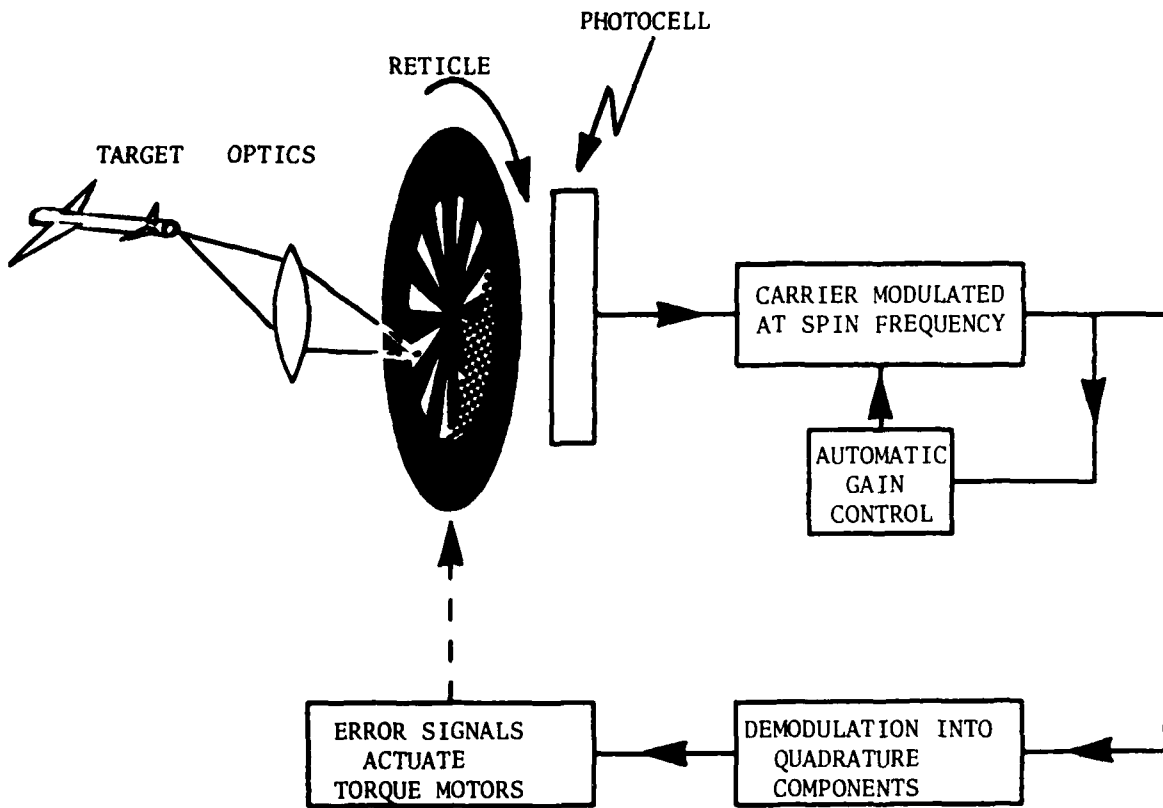 PHOTOCELL
RETICLE
TARGET OPTICS
CARRIER MODULATED
AT SPIN FREQUENCY
AUTOMATIC
GAIN
CONTROL
ERROR SIGNALS
ACTUATE
TORQUE MOTORS
DEMODULATION INTO
QUADRATURE
COMPONENTS